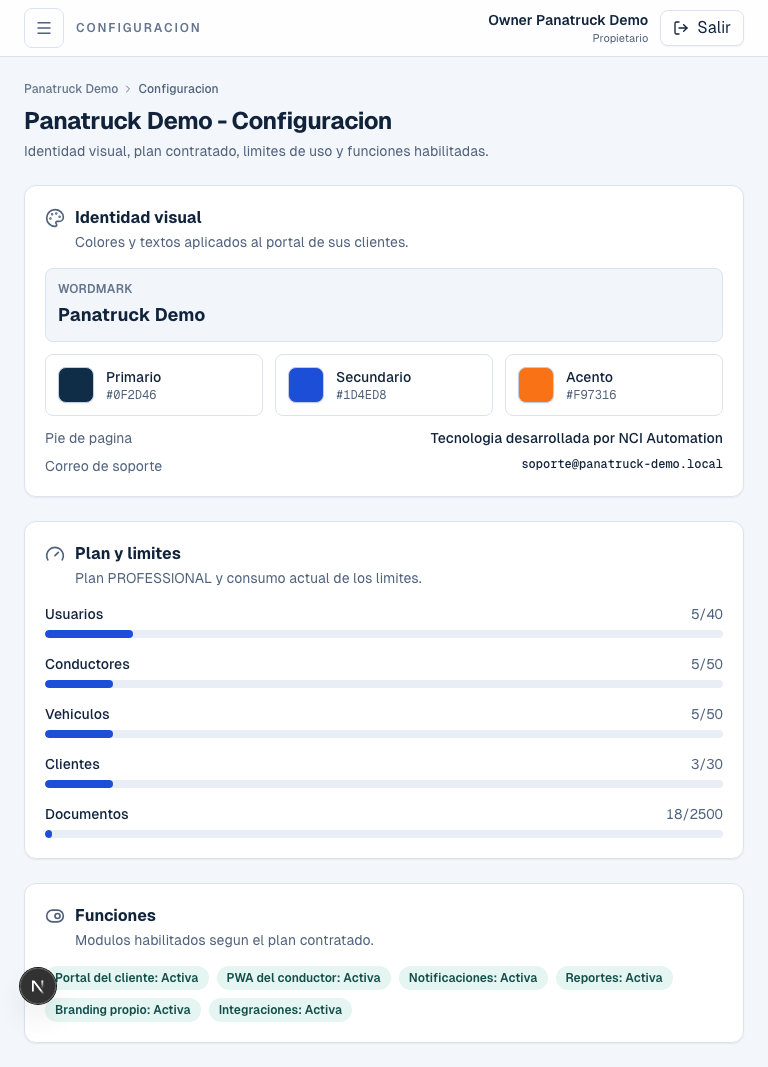 CONFIGURACION
Owner Panatruck Demo
Propietario
Salir
Panatruck Demo > Configuracion
Panatruck Demo - Configuracion
Identidad visual, plan contratado, limites de uso y funciones habilitadas.
Identidad visual
Colores y textos aplicados al portal de sus clientes.
WORDMARK
Panatruck Demo
Primario
#0F2D46
Secundario
#1D4ED8
Acento
#F97316
Pie de pagina
Tecnologia desarrollada por NCI Automation
Correo de soporte
soporte@panatruck-demo.local
Plan y limites
Plan PROFESSIONAL y consumo actual de los limites.
Usuarios 5/40
Conductores 5/50
Vehiculos 5/50
Clientes 3/30
Documentos 18/2500
Funciones
Modulos habilitados segun el plan contratado.
Portal del cliente: Activa PWA del conductor: Activa Notificaciones: Activa Reportes: Activa
Branding propio: Activa Integraciones: Activa
N